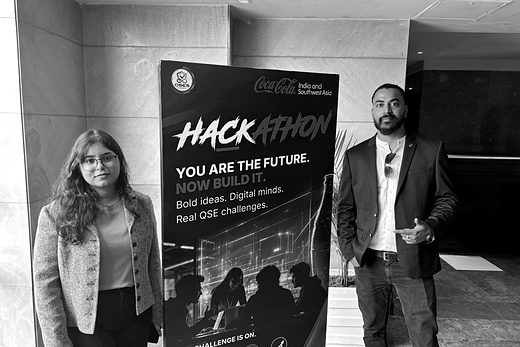 Coca-Cola India and
Southwest Asia
HACKATHON
YOU ARE THE FUTURE.
NOW BUILD IT.
Bold ideas. Digital minds.
Real QSE challenges.
CHALLENGE IS ON.